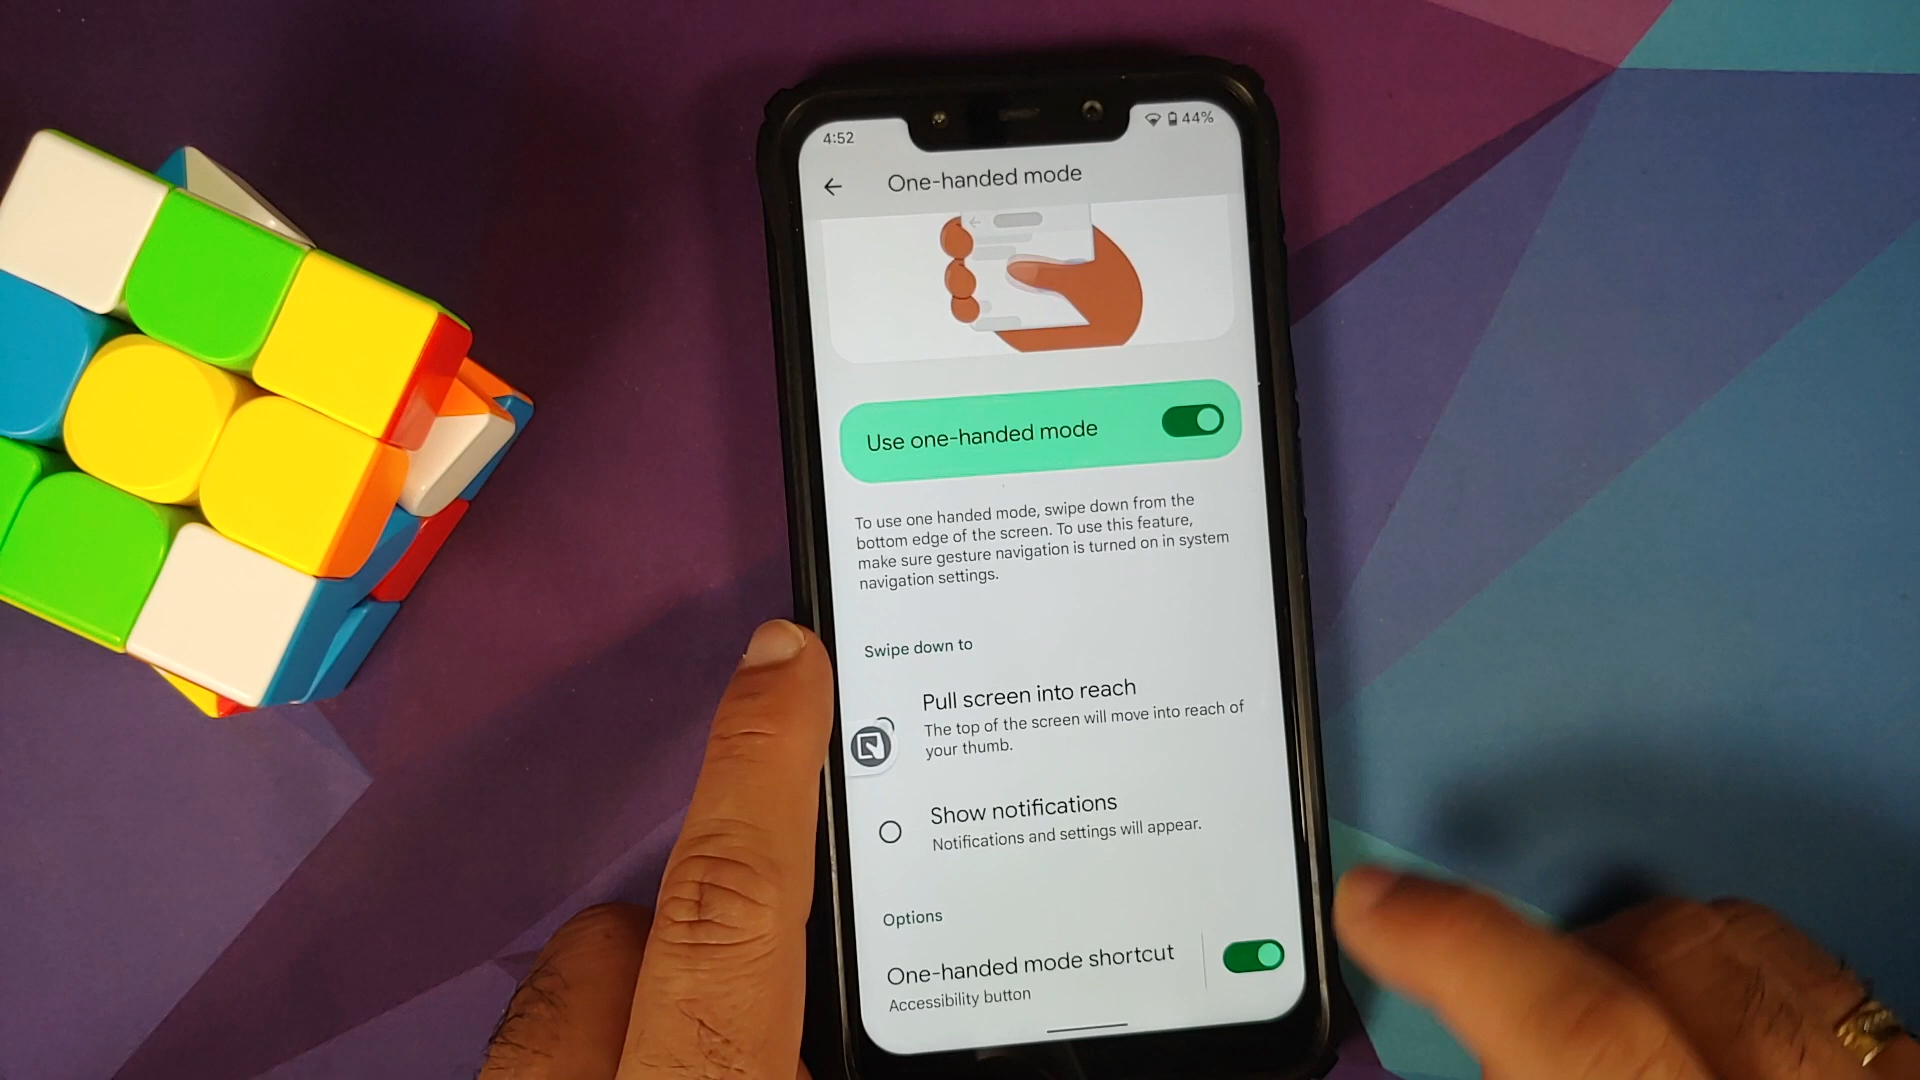 4:52
44%
One-handed mode
Use one-handed mode
To use one handed mode, swipe down from the
bottom edge of the screen. To use this feature,
make sure gesture navigation is turned on in system
navigation settings.
Swipe down to
Pull screen into reach
The top of the screen will move into reach of
your thumb.
Show notifications
Notifications and settings will appear.
Options
One-handed mode shortcut
Accessibility button